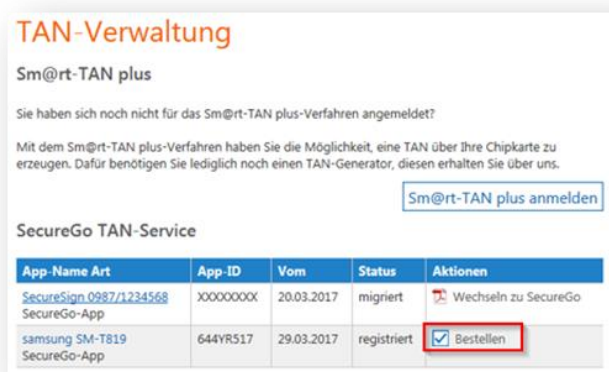 TAN-Verwaltung
Sm@rt-TAN plus
Sie haben sich noch nicht für das Sm@rt-TAN plus-Verfahren angemeldet?
Mit dem Sm@rt-TAN plus-Verfahren haben Sie die Möglichkeit, eine TAN über Ihre Chipkarte zu
erzeugen. Dafür benötigen Sie lediglich noch einen TAN-Generator, diesen erhalten Sie über uns.
Sm@rt-TAN plus anmelden
SecureGo TAN-Service
App-Name Art App-ID Vom Status Aktionen
SecureSign 0987/1234568 XXXXXXXX 20.03.2017 migriert Wechseln zu SecureGo
SecureGo-App
samsung SM-T819 644YR517 29.03.2017 registriert Bestellen
SecureGo-App